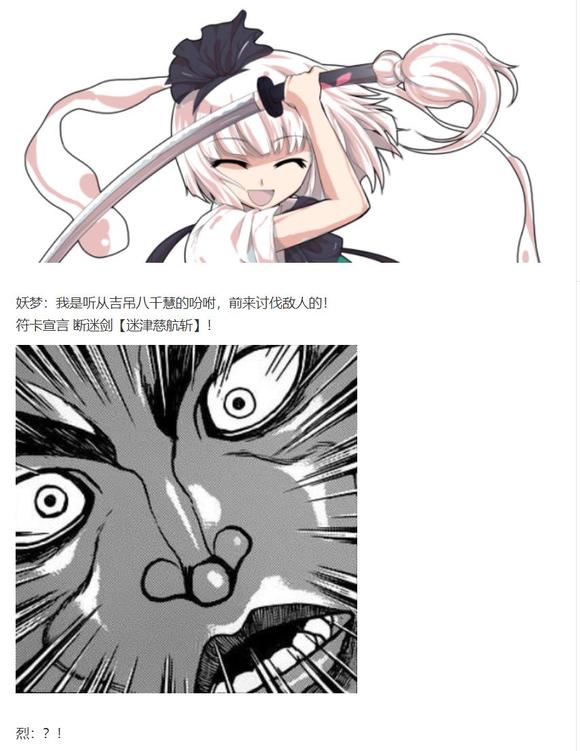 妖梦：我是听从吉吊八千慧的吩咐，前来讨伐敌人的！
符卡宣言 断迷剑【迷津慈航斩】！
烈：？！